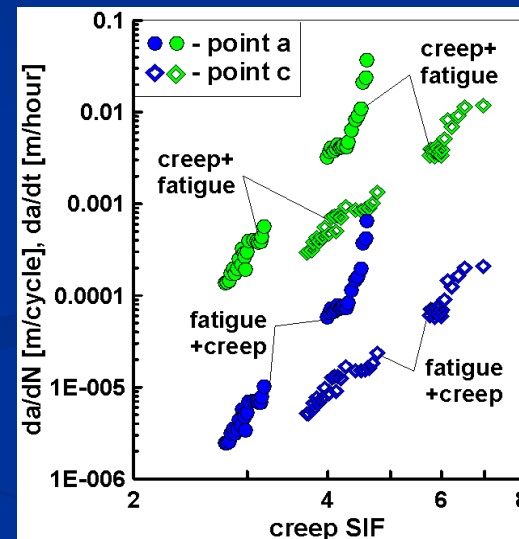 da/dN [m/cycle], da/dt [m/hour]
0.1
0.01
0.001
0.0001
1E-005
1E-006
- point a
- point c
creep+
fatigue
creep+
fatigue
fatigue
+creep
fatigue
+creep
2
4
6
8
creep SIF